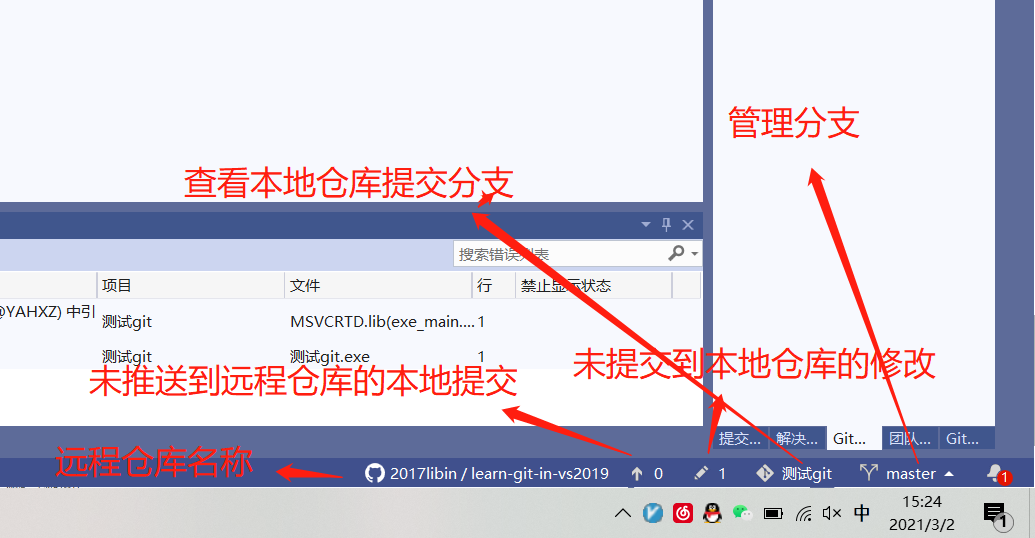 管理分支
查看本地仓库提交分支
搜索错误列表
项目 文件 行 禁止显示状态
@YAHXZ) 中引
测试git MSVCRTD.lib(exe_main.... 1
测试git 测试git.exe 1
未提交到本地仓库的修改
未推送到远程仓库的本地提交
提交... 解决... Git... 团队... Git...
远程仓库名称
2017libin / learn-git-in-vs2019 0 1 测试git master 1
中 15:24
2021/3/2 1